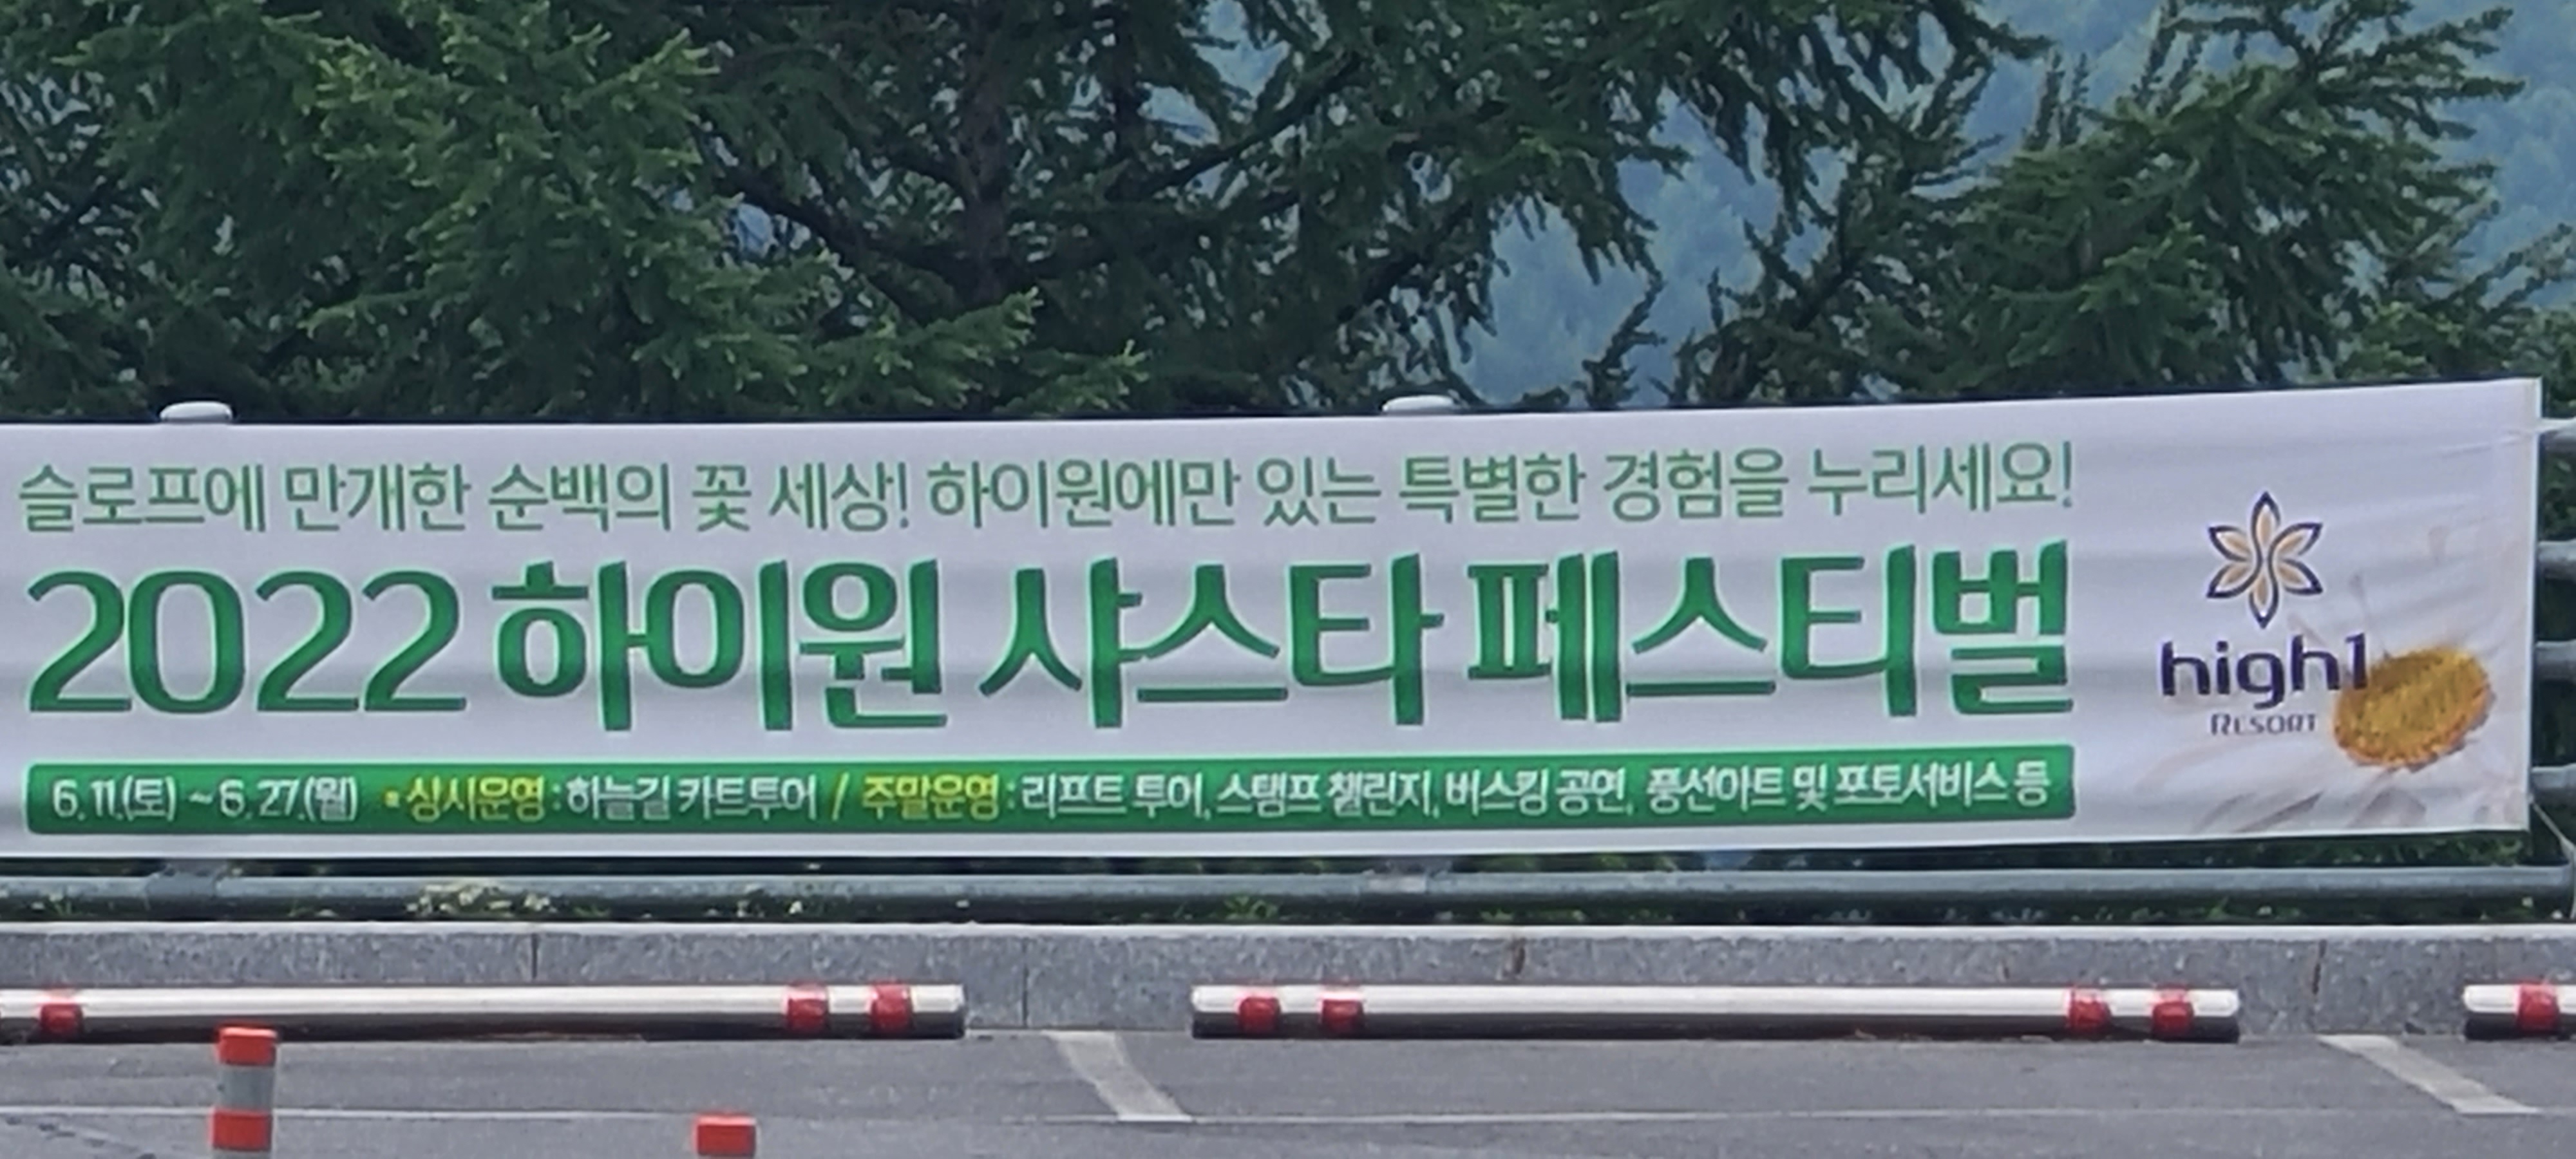 슬로프에 만개한 순백의 꽃 세상! 하이원에만 있는 특별한 경험을 누리세요!
2022 하이원 샤스타 페스티벌
6.11.(토) ~ 6.27.(월) • 상시운영 : 하늘길 카트투어 / 주말운영 : 리프트 투어, 스탬프 챌린지, 버스킹 공연, 풍선아트 및 포토서비스 등
high1
RESORT